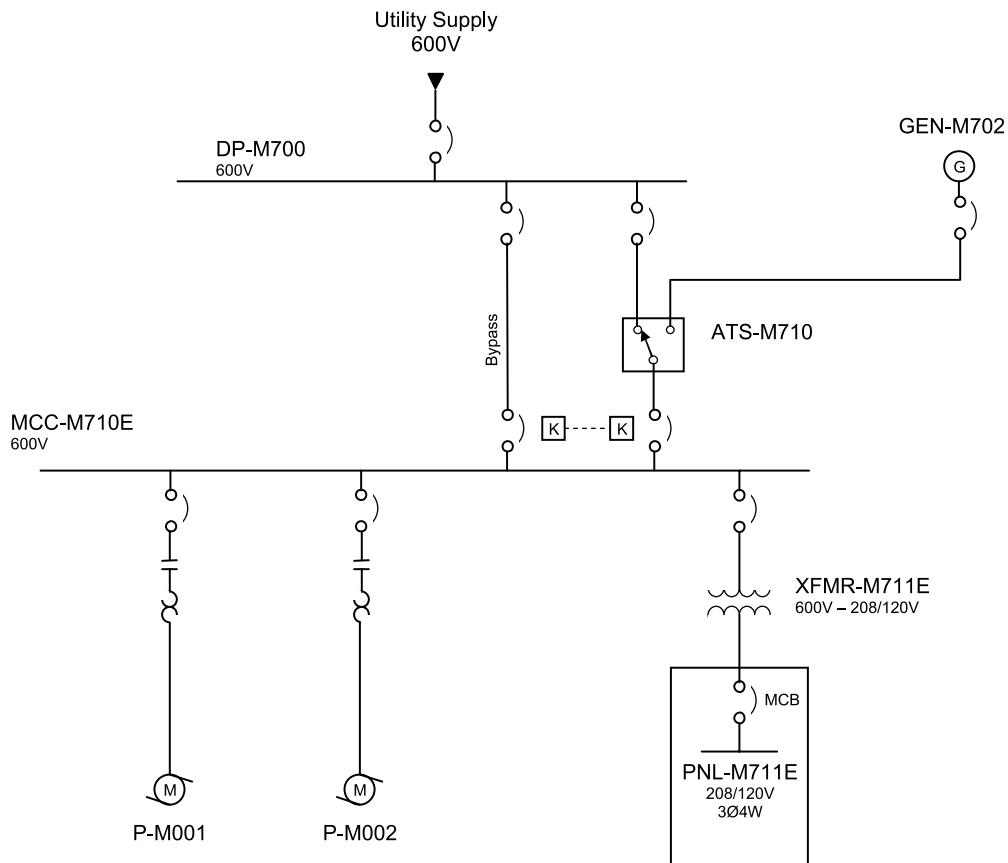 Utility Supply
600V
GEN-M702
G
DP-M700
600V
Bypass
ATS-M710
MCC-M710E
600V
K
K
XFMR-M711E
600V – 208/120V
MCB
PNL-M711E
208/120V
3Ø4W
M
M
P-M001
P-M002